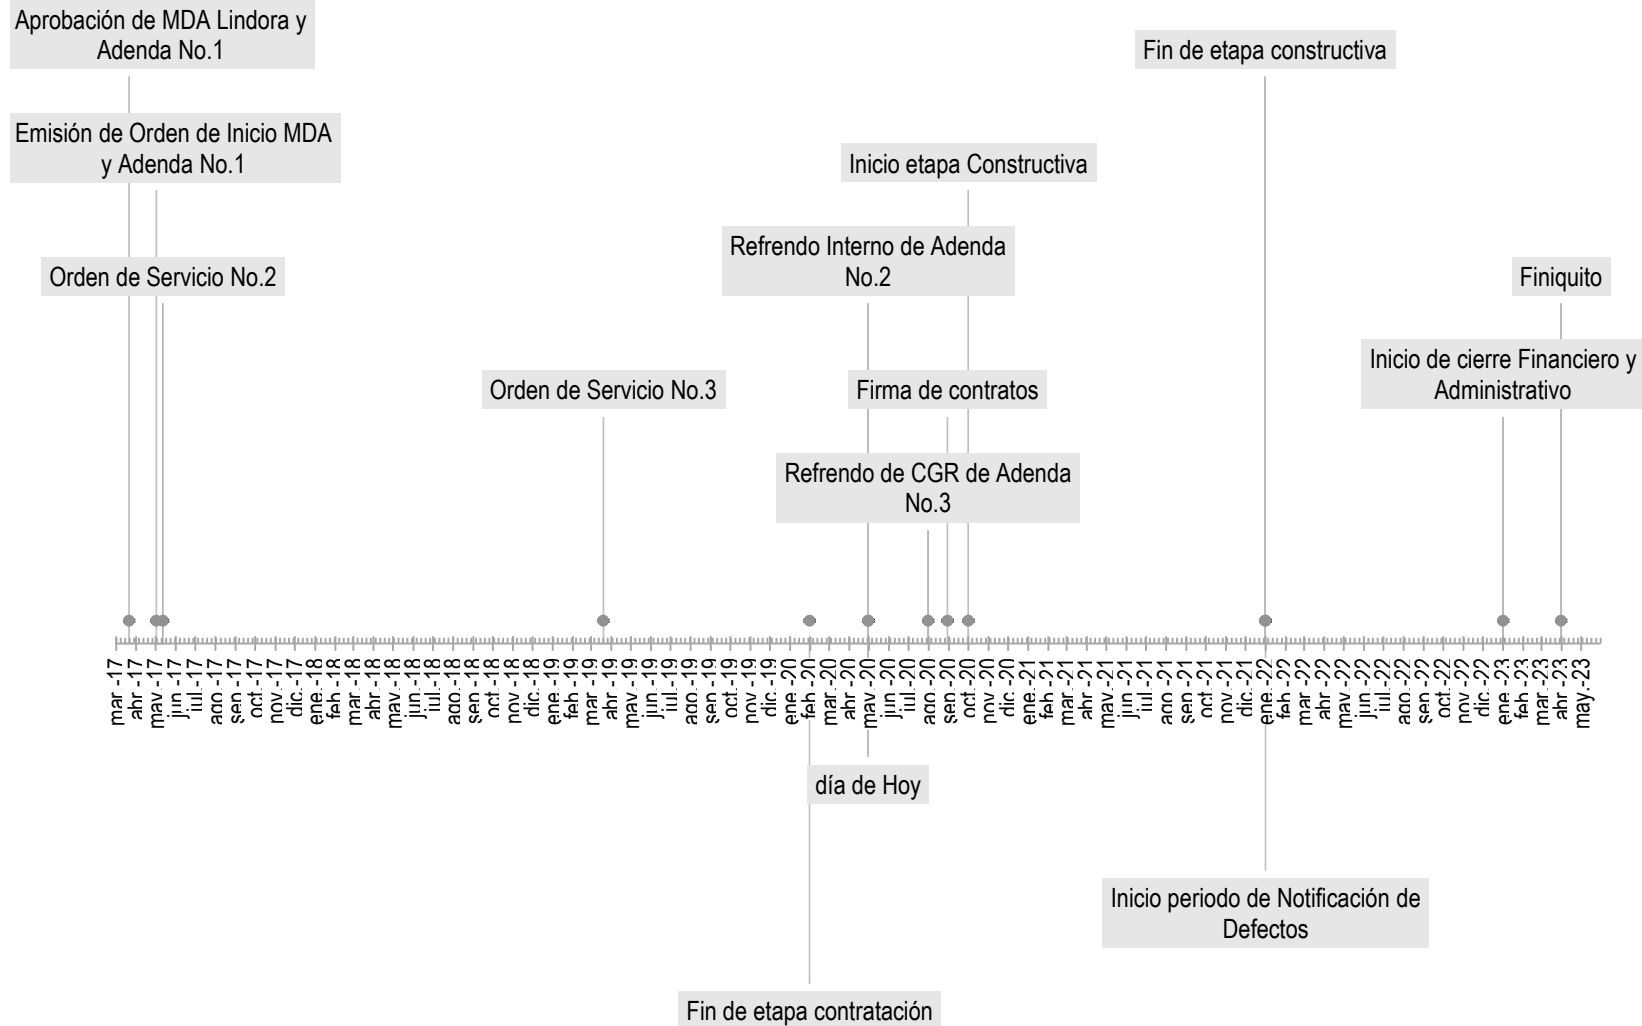 Aprobación de MDA Lindora y
Adenda No.1
Fin de etapa constructiva
Emisión de Orden de Inicio MDA
y Adenda No.1
Inicio etapa Constructiva
Refrendo Interno de Adenda
No.2
Orden de Servicio No.2
Finiquito
Inicio de cierre Financiero y
Administrativo
Orden de Servicio No.3
Firma de contratos
Refrendo de CGR de Adenda
No.3
mar.-17
abr.-17
may.-17
jun.-17
jul.-17
ago.-17
sep.-17
oct.-17
nov.-17
dic.-17
ene.-18
feb.-18
mar.-18
abr.-18
may.-18
jun.-18
jul.-18
ago.-18
sep.-18
oct.-18
nov.-18
dic.-18
ene.-19
feb.-19
mar.-19
abr.-19
may.-19
jun.-19
jul.-19
ago.-19
sep.-19
oct.-19
nov.-19
dic.-19
ene.-20
feb.-20
mar.-20
abr.-20
may.-20
jun.-20
jul.-20
ago.-20
sep.-20
oct.-20
nov.-20
dic.-20
ene.-21
feb.-21
mar.-21
abr.-21
may.-21
jun.-21
jul.-21
ago.-21
sep.-21
oct.-21
nov.-21
dic.-21
ene.-22
feb.-22
mar.-22
abr.-22
may.-22
jun.-22
jul.-22
ago.-22
sep.-22
oct.-22
nov.-22
dic.-22
ene.-23
feb.-23
mar.-23
abr.-23
may.-23
día de Hoy
Inicio periodo de Notificación de
Defectos
Fin de etapa contratación